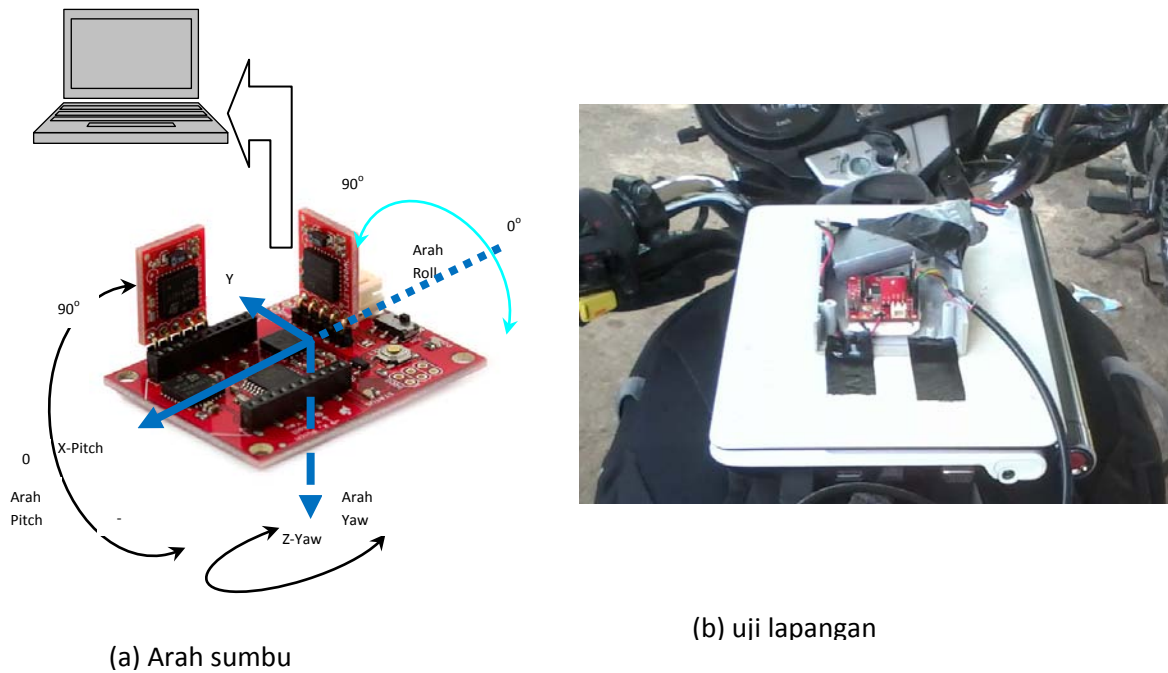 90°
0°
Arah
Roll
Y
90°
X-Pitch
0
Arah
Pitch
-
Arah
Yaw
Z-Yaw
(a) Arah sumbu
(b) uji lapangan